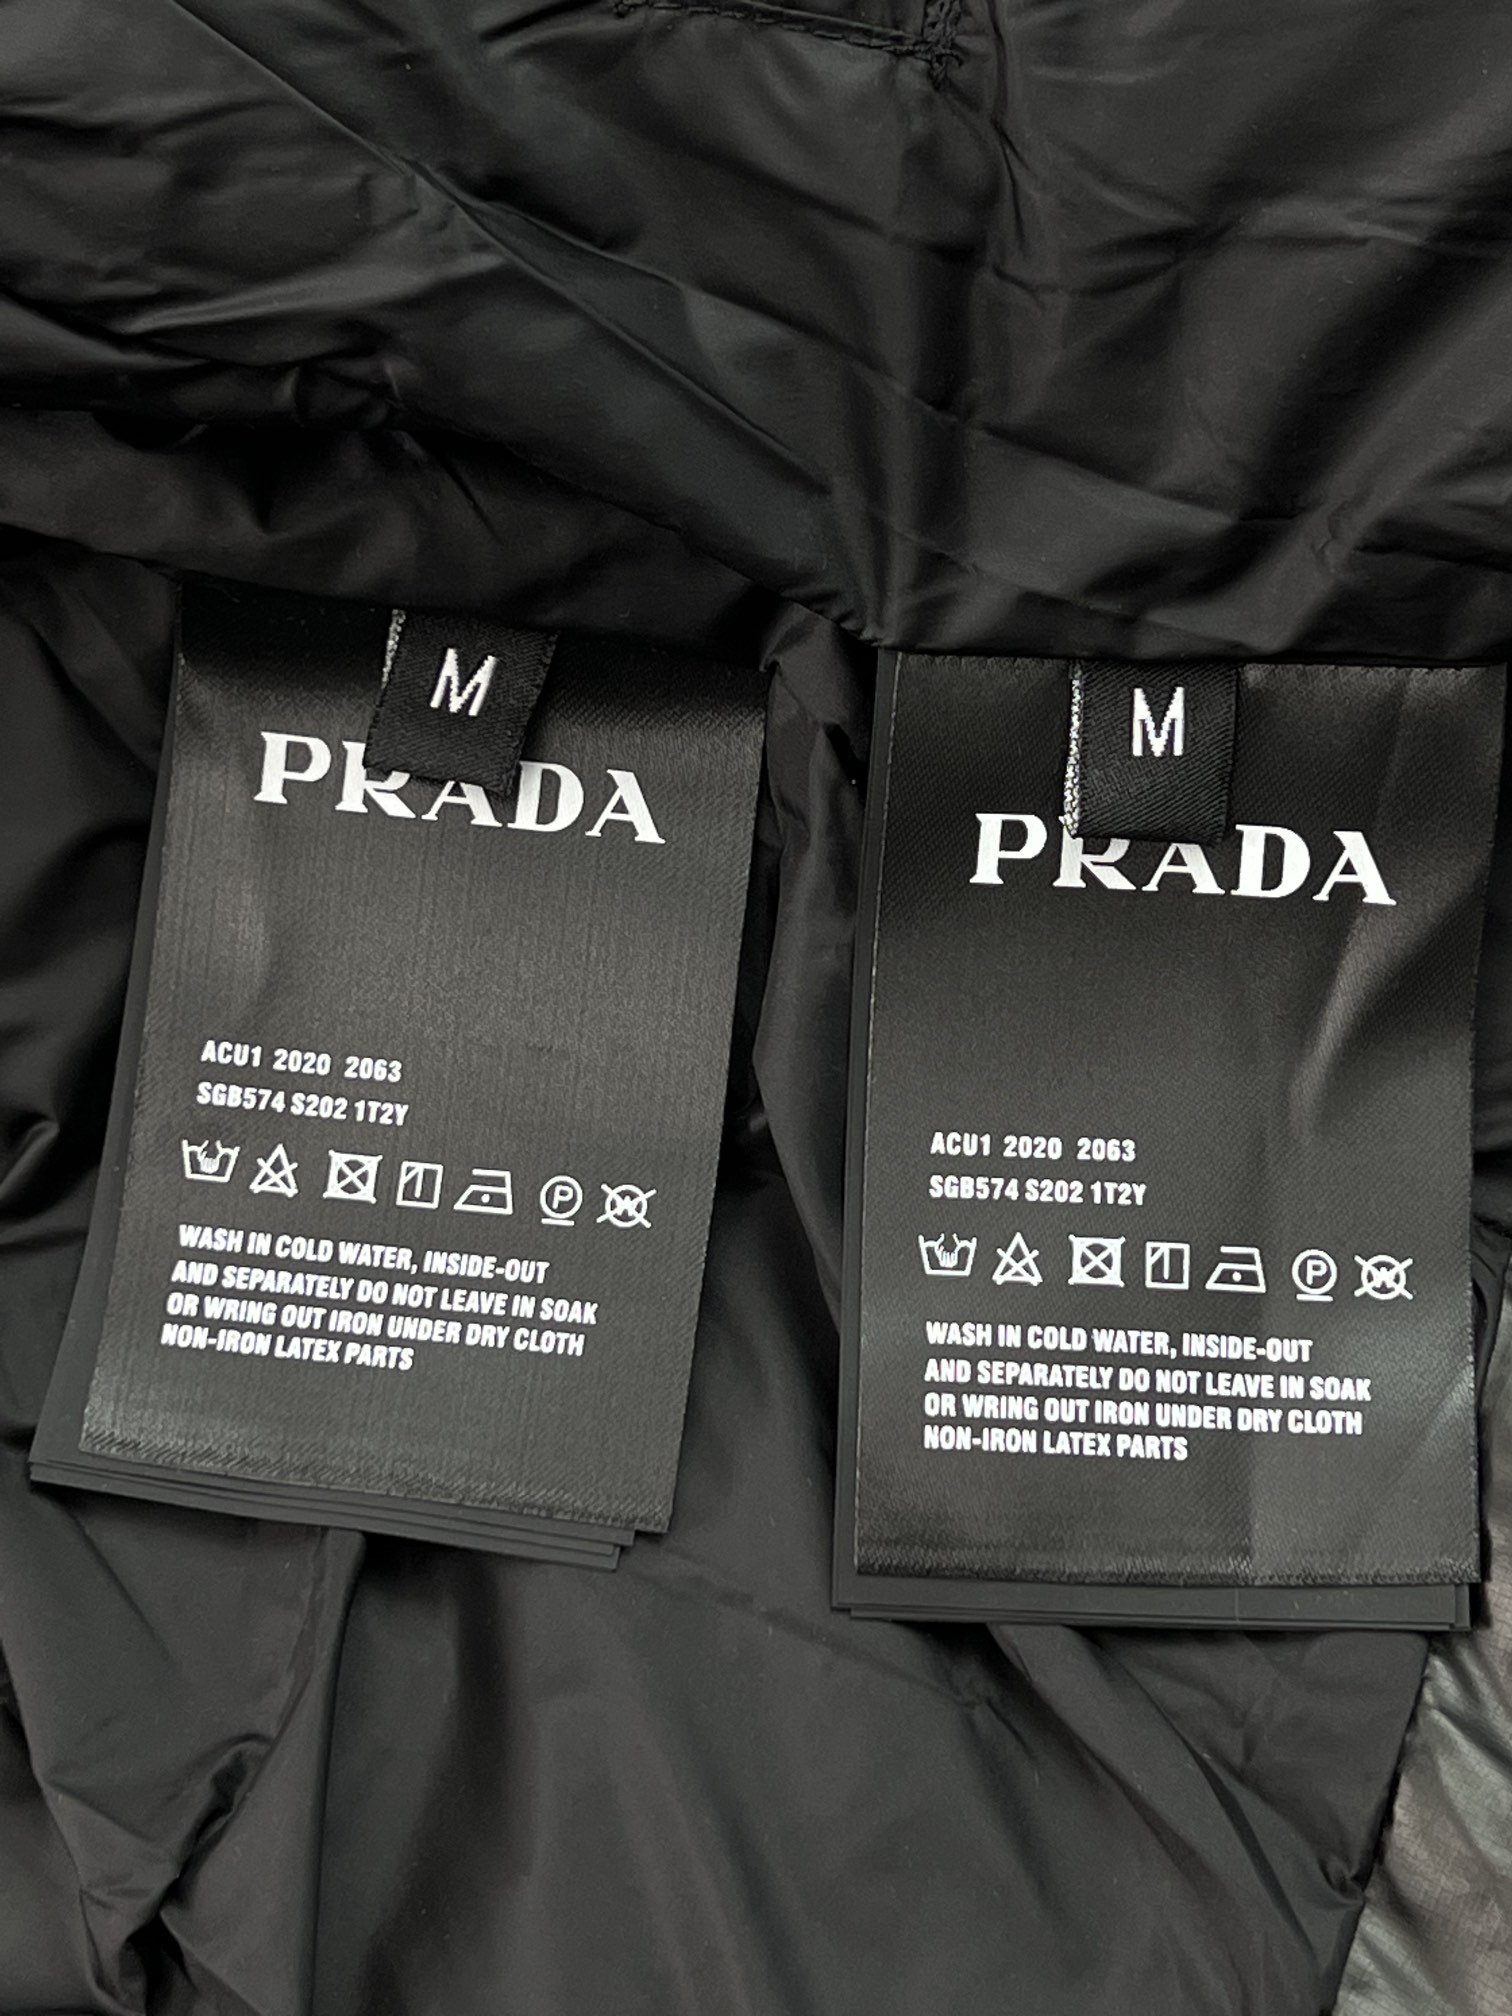 M
PRADA
ACU1 2020 2063
SGB574 S202 1T2Y
P W
WASH IN COLD WATER, INSIDE-OUT
AND SEPARATELY DO NOT LEAVE IN SOAK
OR WRING OUT IRON UNDER DRY CLOTH
NON-IRON LATEX PARTS
M
PRADA
ACU1 2020 2063
SGB574 S202 1T2Y
P W
WASH IN COLD WATER, INSIDE-OUT
AND SEPARATELY DO NOT LEAVE IN SOAK
OR WRING OUT IRON UNDER DRY CLOTH
NON-IRON LATEX PARTS